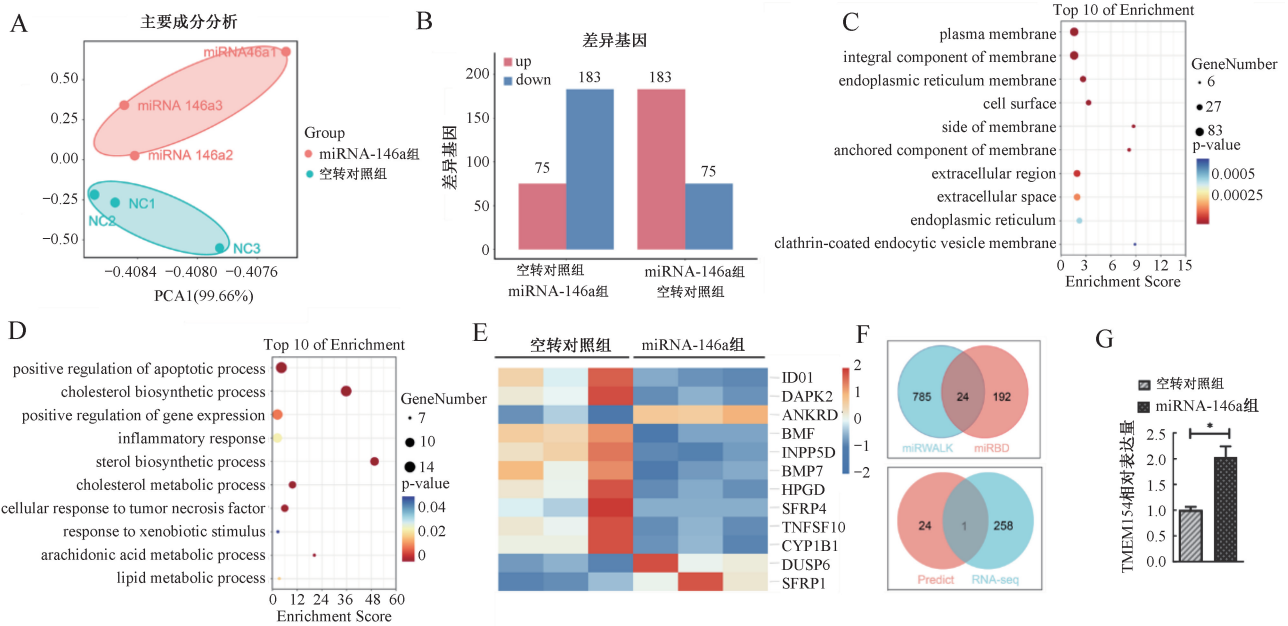 A
主要成分分析
0.50
0.25
0.00
−0.25
−0.50
miRNA46a1
miRNA 146a3
miRNA 146a2
NC2
NC1
NC3
−0.4084
−0.4080
−0.4076
PCA1(99.66%)
Group
miRNA-146a组
空转对照组
B
差异基因
up
down
差异基因
200
150
100
50
0
75
183
183
75
空转对照组
miRNA-146a组
miRNA-146a组
空转对照组
C
Top 10 of Enrichment
plasma membrane
integral component of membrane
endoplasmic reticulum membrane
cell surface
side of membrane
anchored component of membrane
extracellular region
extracellular space
endoplasmic reticulum
clathrin-coated endocytic vesicle membrane
0 3 6 9 12 15
Enrichment Score
GeneNumber
6
27
83
p-value
0.0005
0.00025
D
Top 10 of Enrichment
positive regulation of apoptotic process
cholesterol biosynthetic process
positive regulation of gene expression
inflammatory response
sterol biosynthetic process
cholesterol metabolic process
cellular response to tumor necrosis factor
response to xenobiotic stimulus
arachidonic acid metabolic process
lipid metabolic process
0 12 24 36 48 60
Enrichment Score
GeneNumber
7
10
14
p-value
0.04
0.02
0
E
空转对照组
miRNA-146a组
ID01
DAPK2
ANKRD
BMF
INPP5D
BMP7
HPGD
SFRP4
TNFSF10
CYP1B1
DUSP6
SFRP1
2
1
0
−1
−2
F
785
24
192
miRWALK
miRBD
24
1
258
Predict
RNA-seq
G
空转对照组
miRNA-146a组
TMEM154相对表达量
2.5
2.0
1.5
1.0
0.5
0.0
*